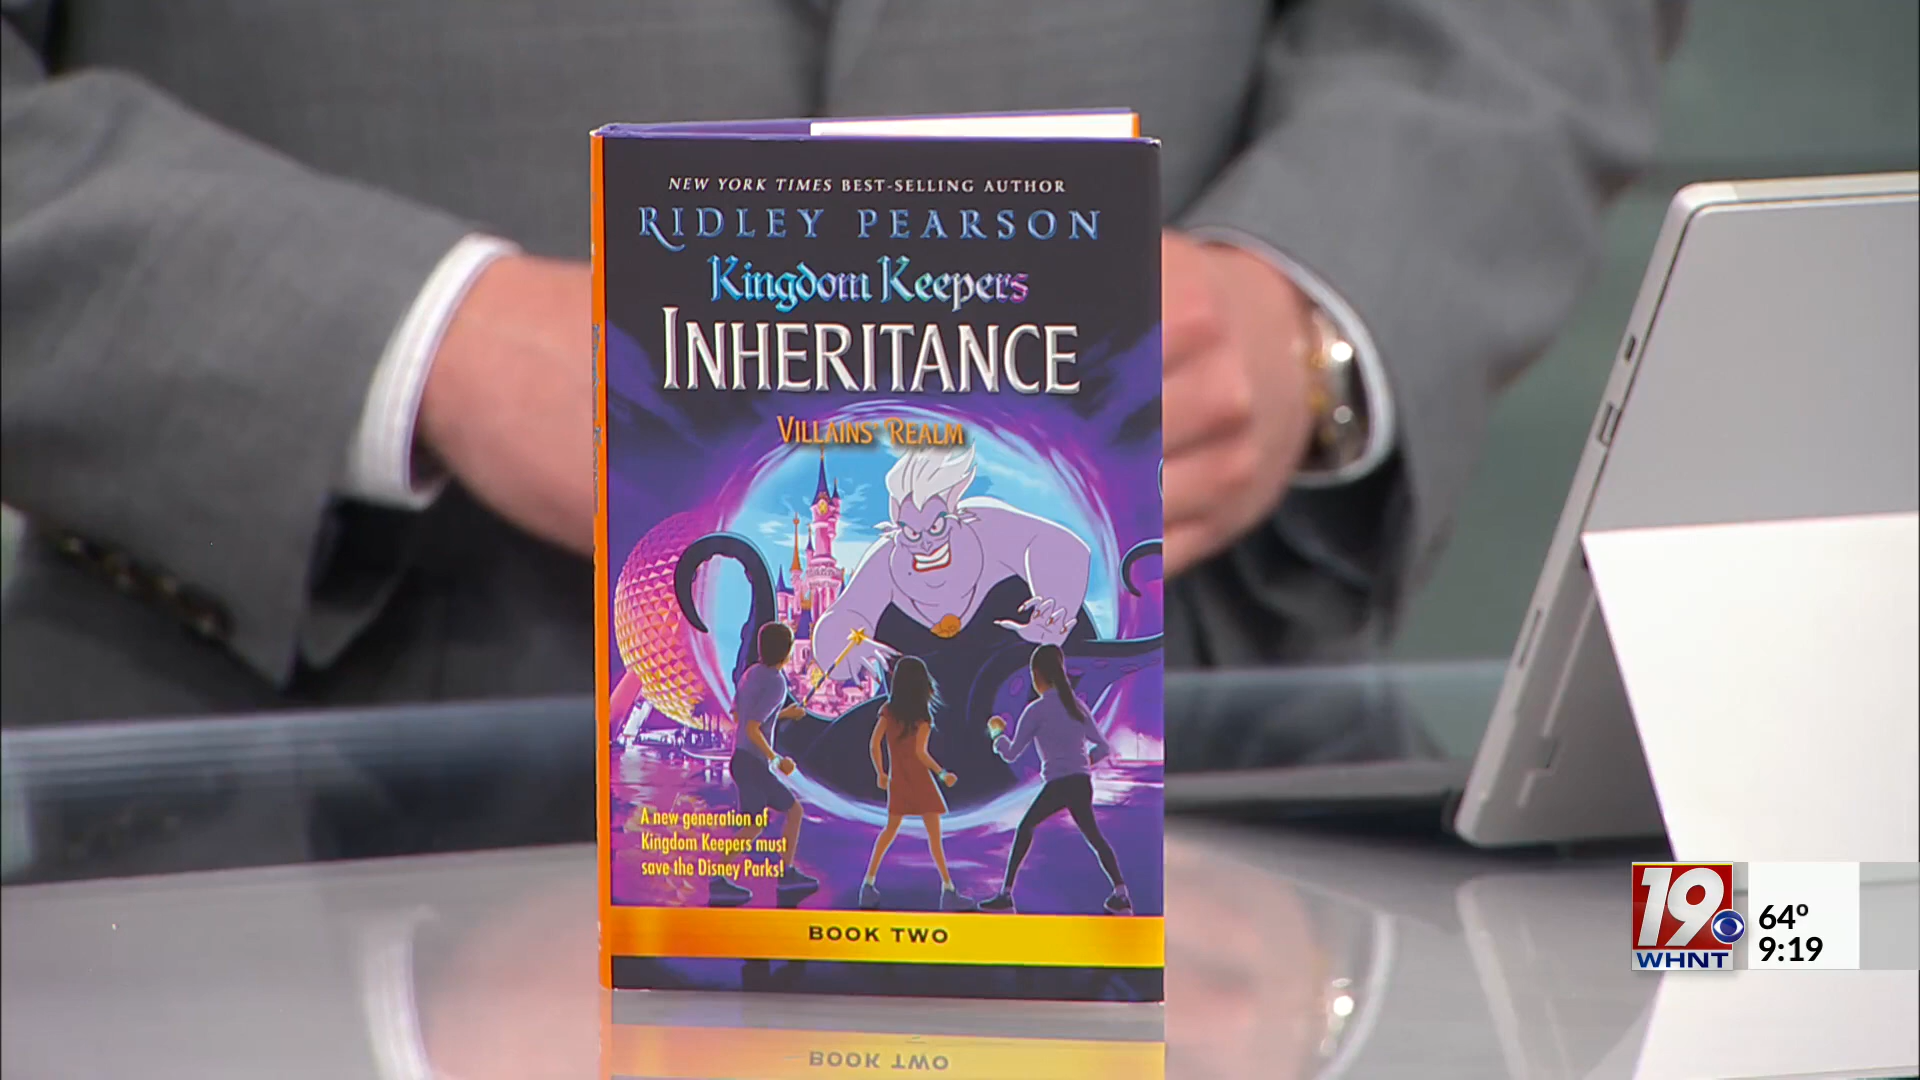 NEW YORK TIMES BEST-SELLING AUTHOR
RIDLEY PEARSON
Kingdom Keepers
INHERITANCE
VILLAINS' REALM
A new generation of
Kingdom Keepers must
save the Disney Parks!
BOOK TWO
BOOK TWO
19
WHNT
64º
9:19